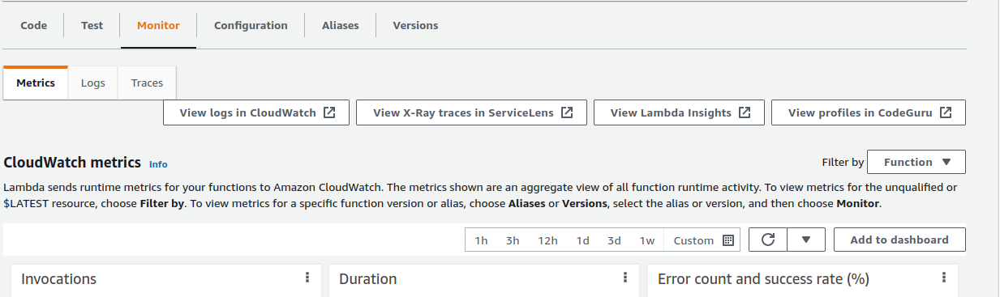 Code Test Monitor Configuration Aliases Versions
Metrics Logs Traces
View logs in CloudWatch View X-Ray traces in ServiceLens View Lambda Insights View profiles in CodeGuru
CloudWatch metrics Info Filter by Function
Lambda sends runtime metrics for your functions to Amazon CloudWatch. The metrics shown are an aggregate view of all function runtime activity. To view metrics for the unqualified or
$LATEST resource, choose Filter by. To view metrics for a specific function version or alias, choose Aliases or Versions, select the alias or version, and then choose Monitor.
1h 3h 12h 1d 3d 1w Custom Add to dashboard
Invocations Duration Error count and success rate (%)